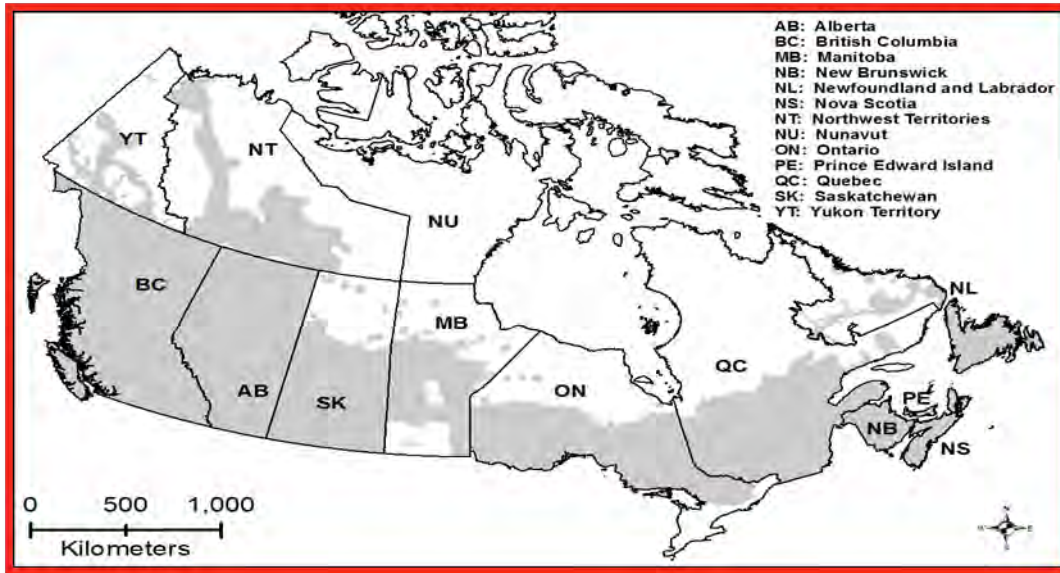 AB: Alberta
BC: British Columbia
MB: Manitoba
NB: New Brunswick
NL: Newfoundland and Labrador
NS: Nova Scotia
NT: Northwest Territories
NU: Nunavut
ON: Ontario
PE: Prince Edward Island
QC: Quebec
SK: Saskatchewan
YT: Yukon Territory
YT
NT
NU
BC
NL
MB
QC
AB
SK
ON
PE
NB
NS
0 500 1,000
Kilometers
N
W E
S